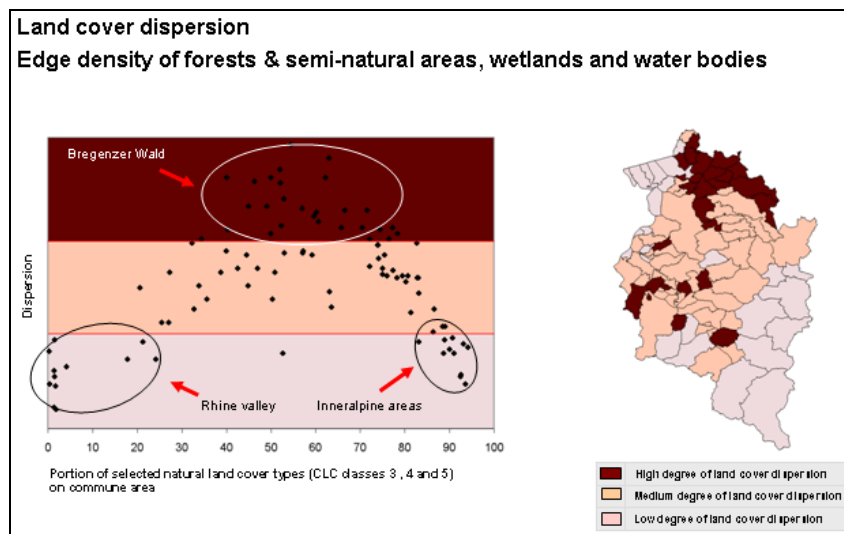 Land cover dispersion
Edge density of forests & semi-natural areas, wetlands and water bodies
Bregenzer Wald
Dispersion
Rhine valley
Inneralpine areas
0 10 20 30 40 50 60 70 80 90 100
Portion of selected natural land cover types (CLC classes 3 , 4 and 5)
on commune area
High degree of land cover dispersion
Medium degree of land cover dispersion
Low degree of land cover dispersion